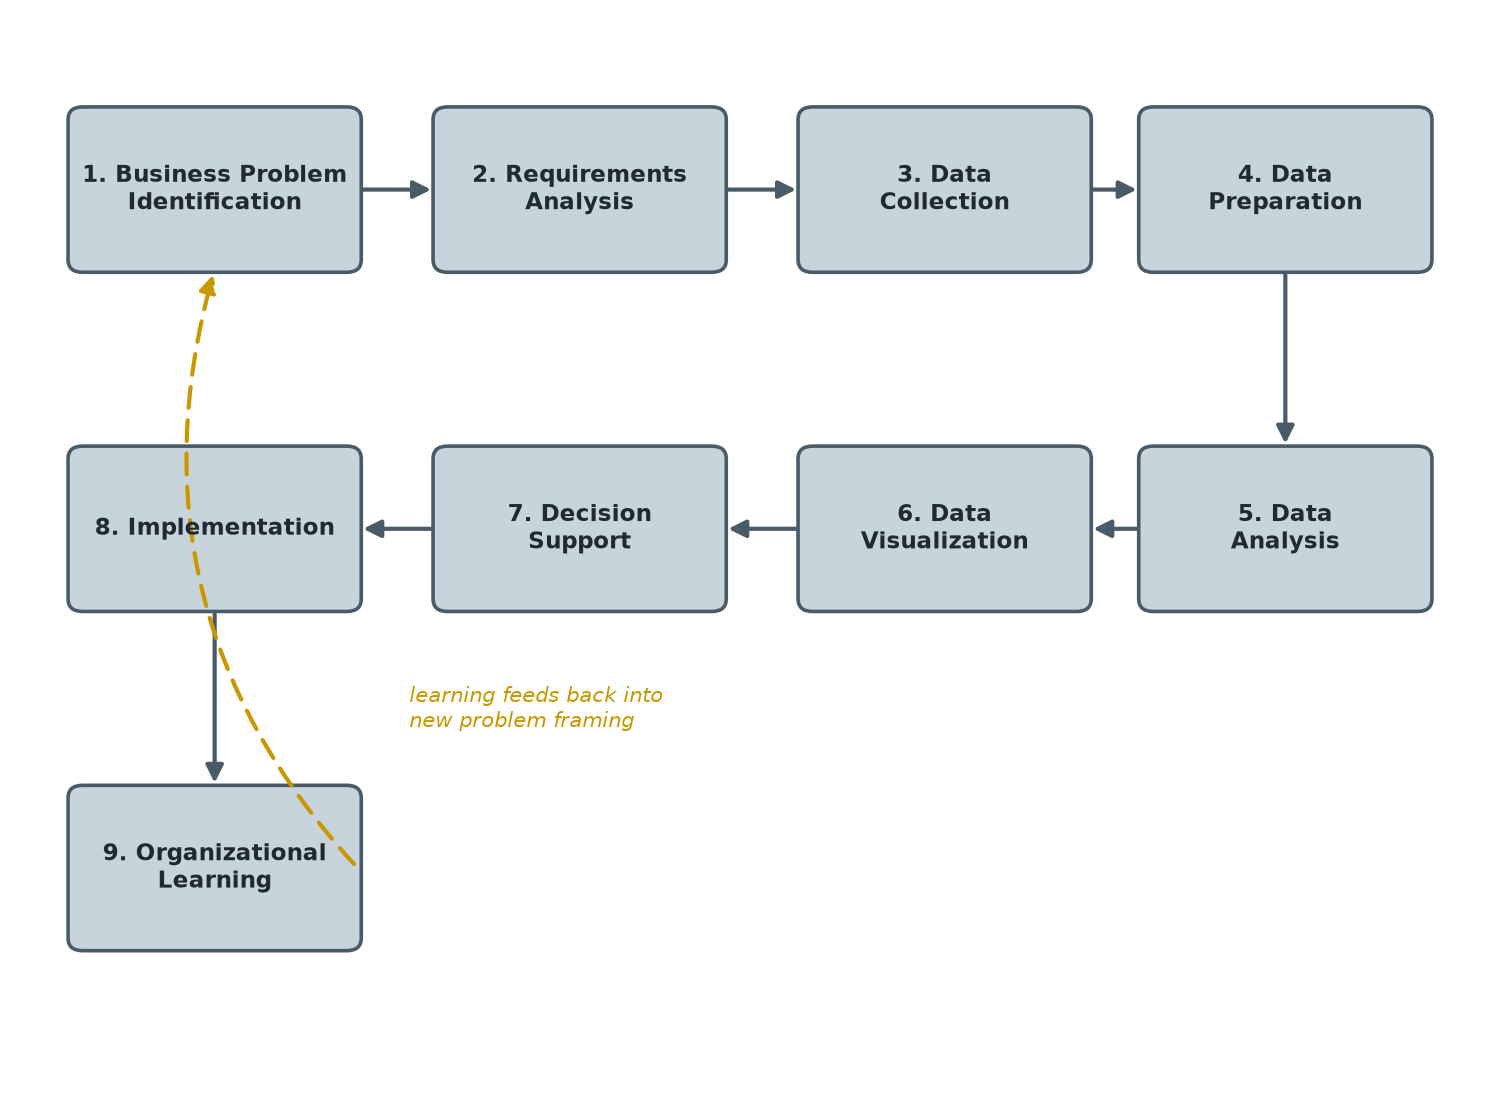 1. Business Problem
Identification
2. Requirements
Analysis
3. Data
Collection
4. Data
Preparation
8. Implementation
7. Decision
Support
6. Data
Visualization
5. Data
Analysis
learning feeds back into
new problem framing
9. Organizational
Learning